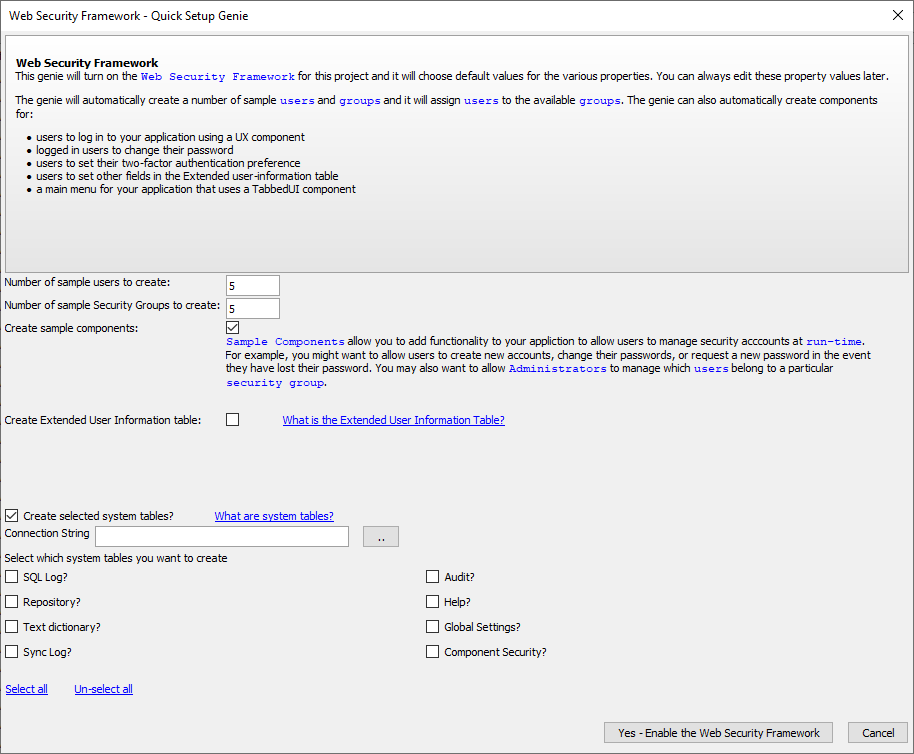 Web Security Framework - Quick Setup Genie
Web Security Framework
This genie will turn on the Web Security Framework for this project and it will choose default values for the various properties. You can always edit these property values later.
The genie will automatically create a number of sample users and groups and it will assign users to the available groups. The genie can also automatically create components
for:
• users to log in to your application using a UX component
• logged in users to change their password
• users to set their two-factor authentication preference
• users to set other fields in the Extended user-information table
• a main menu for your application that uses a TabbedUI component
Number of sample users to create: 5
Number of sample Security Groups to create: 5
Create sample components:
Sample Components allow you to add functionality to your appliction to allow users to manage security acccounts at run-time.
For example, you might want to allow users to create new accounts, change their passwords, or request a new password in the event
they have lost their password. You may also want to allow Administrators to manage which users belong to a particular
security group.
Create Extended User Information table: What is the Extended User Information Table?
Create selected system tables? What are system tables?
Connection String ..
Select which system tables you want to create
SQL Log? Audit?
Repository? Help?
Text dictionary? Global Settings?
Sync Log? Component Security?
Select all Un-select all
Yes - Enable the Web Security Framework Cancel